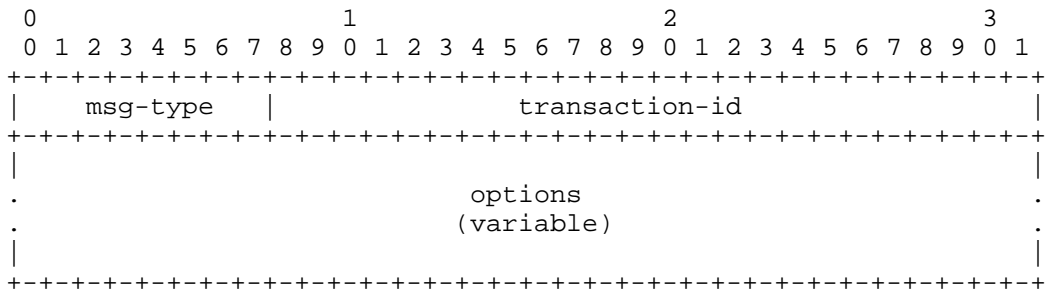 0                   1                   2                   3
 0 1 2 3 4 5 6 7 8 9 0 1 2 3 4 5 6 7 8 9 0 1 2 3 4 5 6 7 8 9 0 1
+-+-+-+-+-+-+-+-+-+-+-+-+-+-+-+-+-+-+-+-+-+-+-+-+-+-+-+-+-+-+-+-+
|    msg-type   |               transaction-id                  |
+-+-+-+-+-+-+-+-+-+-+-+-+-+-+-+-+-+-+-+-+-+-+-+-+-+-+-+-+-+-+-+-+
|                                                               |
.                            options                            .
.                           (variable)                          .
|                                                               |
+-+-+-+-+-+-+-+-+-+-+-+-+-+-+-+-+-+-+-+-+-+-+-+-+-+-+-+-+-+-+-+-+